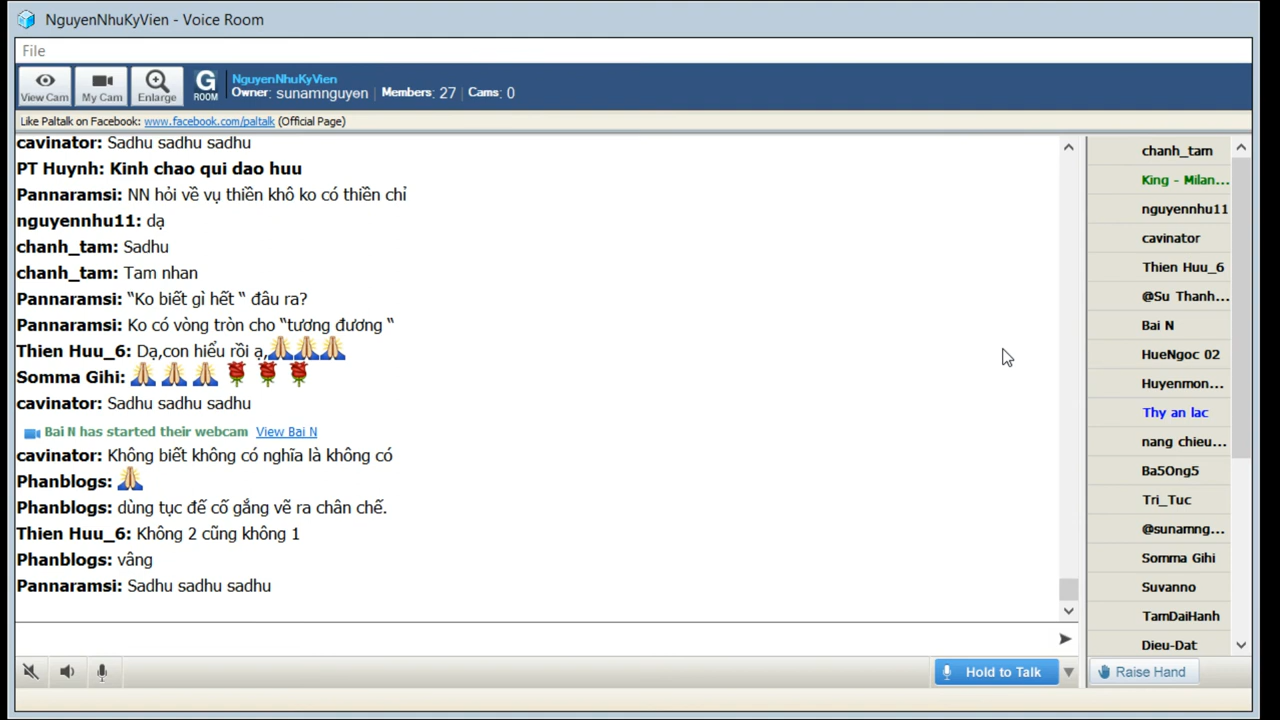 NguyenNhuKyVien - Voice Room
File
View Cam
My Cam
Enlarge
G ROOM
NguyenNhuKyVien
Owner: sunamnguyen | Members: 27 | Cams: 0
Like Paltalk on Facebook: www.facebook.com/paltalk (Official Page)
cavinator: Sadhu sadhu sadhu
PT Huynh: Kinh chao qui dao huu
Pannaramsi: NN hỏi về vụ thiền khô ko có thiền chỉ
nguyennhu11: dạ
chanh_tam: Sadhu
chanh_tam: Tam nhan
Pannaramsi: “Ko biết gì hết “ đâu ra?
Pannaramsi: Ko có vòng tròn cho “tương đương “
Thien Huu_6: Dạ,con hiểu rồi ạ,🙏🙏🙏
Somma Gihi: 🙏 🙏 🙏 🌹 🌹 🌹
cavinator: Sadhu sadhu sadhu
Bai N has started their webcam View Bai N
cavinator: Không biết không có nghĩa là không có
Phanblogs: 🙏
Phanblogs: dùng tục đế cố gắng vẽ ra chân chế.
Thien Huu_6: Không 2 cũng không 1
Phanblogs: vâng
Pannaramsi: Sadhu sadhu sadhu
chanh_tam
King - Milan...
nguyennhu11
cavinator
Thien Huu_6
@Su Thanh...
Bai N
HueNgoc 02
Huyenmon...
Thy an lac
nang chieu...
Ba5Ong5
Tri_Tuc
@sunamng...
Somma Gihi
Suvanno
TamDaiHanh
Dieu-Dat
Hold to Talk
Raise Hand